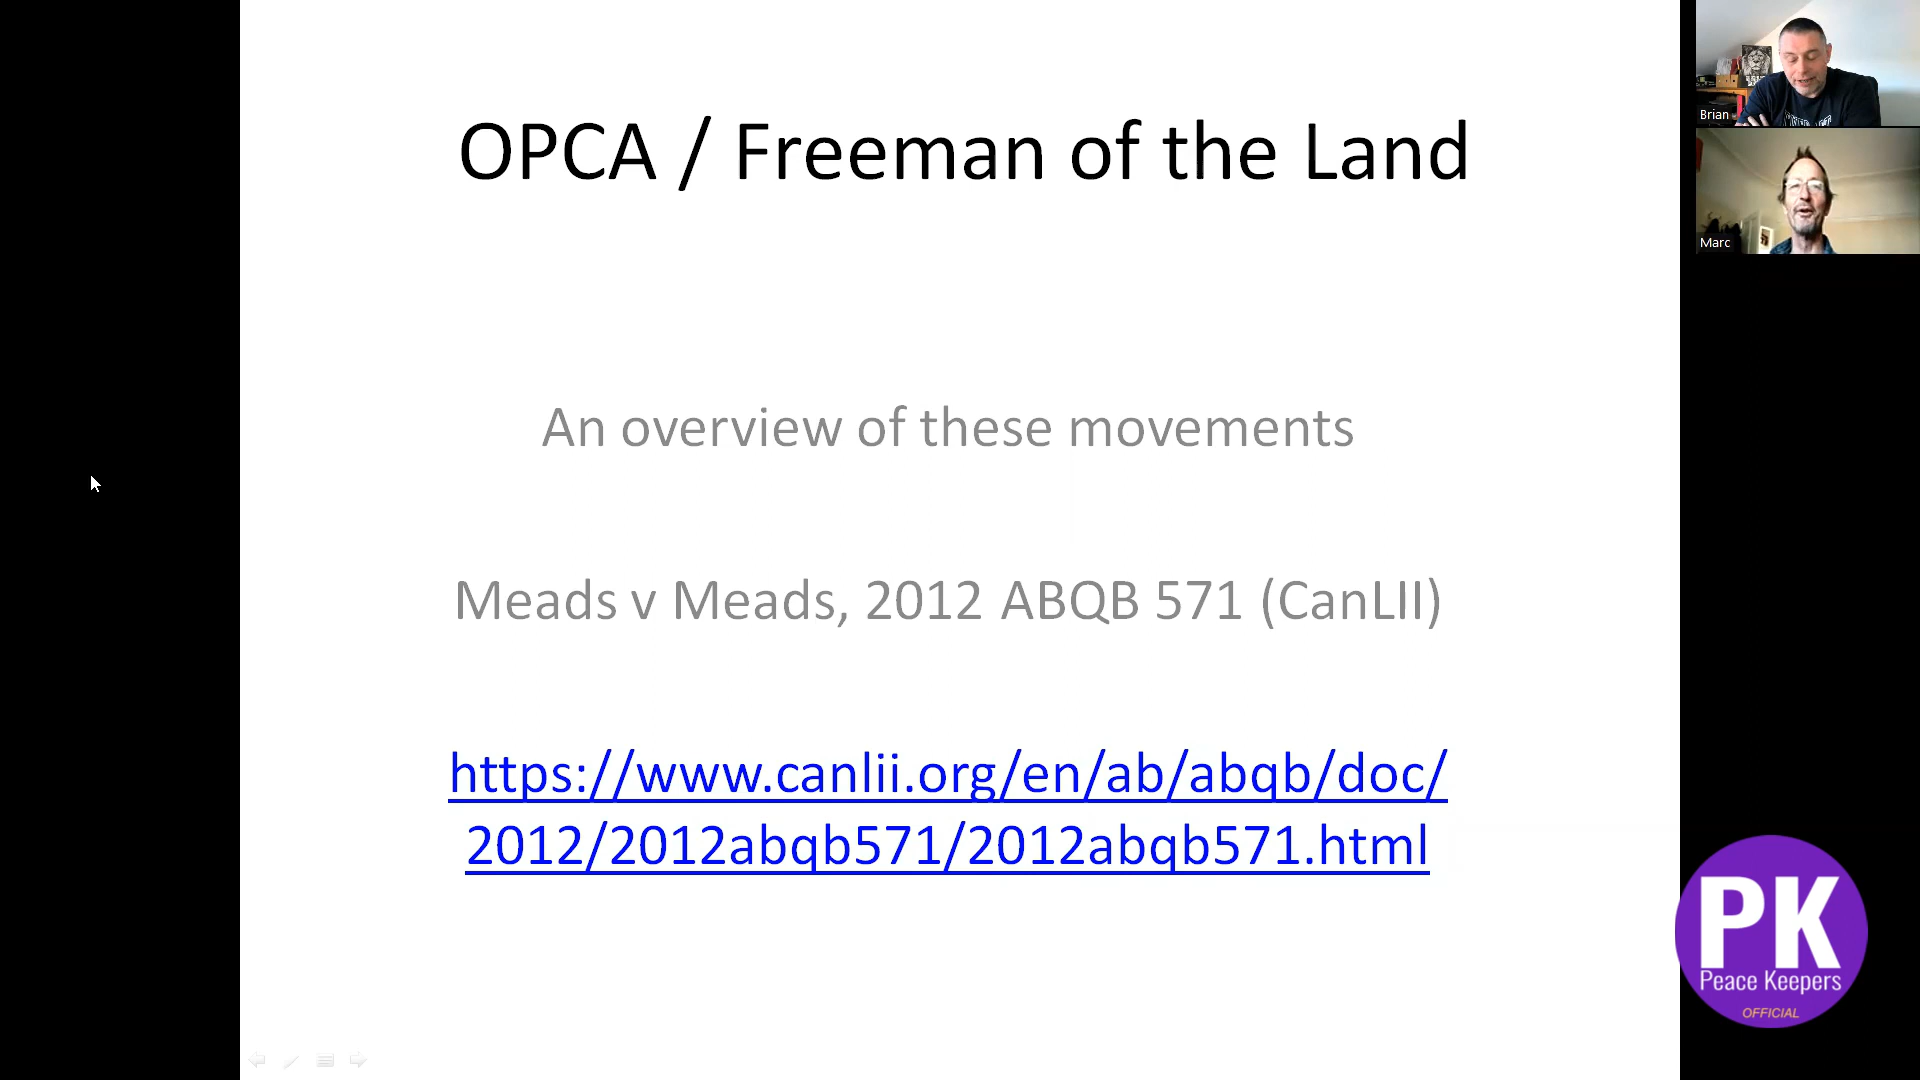 OPCA / Freeman of the Land
An overview of these movements
Meads v Meads, 2012 ABQB 571 (CanLII)
https://www.canlii.org/en/ab/abqb/doc/
2012/2012abqb571/2012abqb571.html
Brian
Marc
PK
Peace Keepers
OFFICIAL